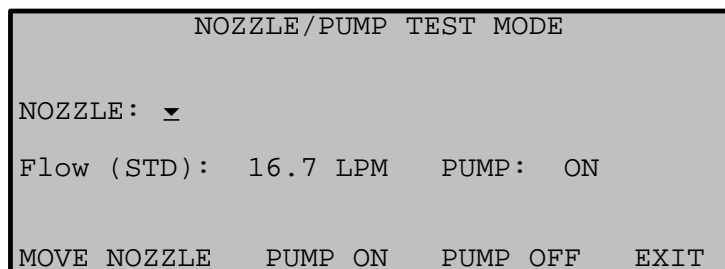 NOZZLE/PUMP TEST MODE
NOZZLE: ▼
Flow (STD): 16.7 LPM PUMP: ON
MOVE NOZZLE PUMP ON PUMP OFF EXIT